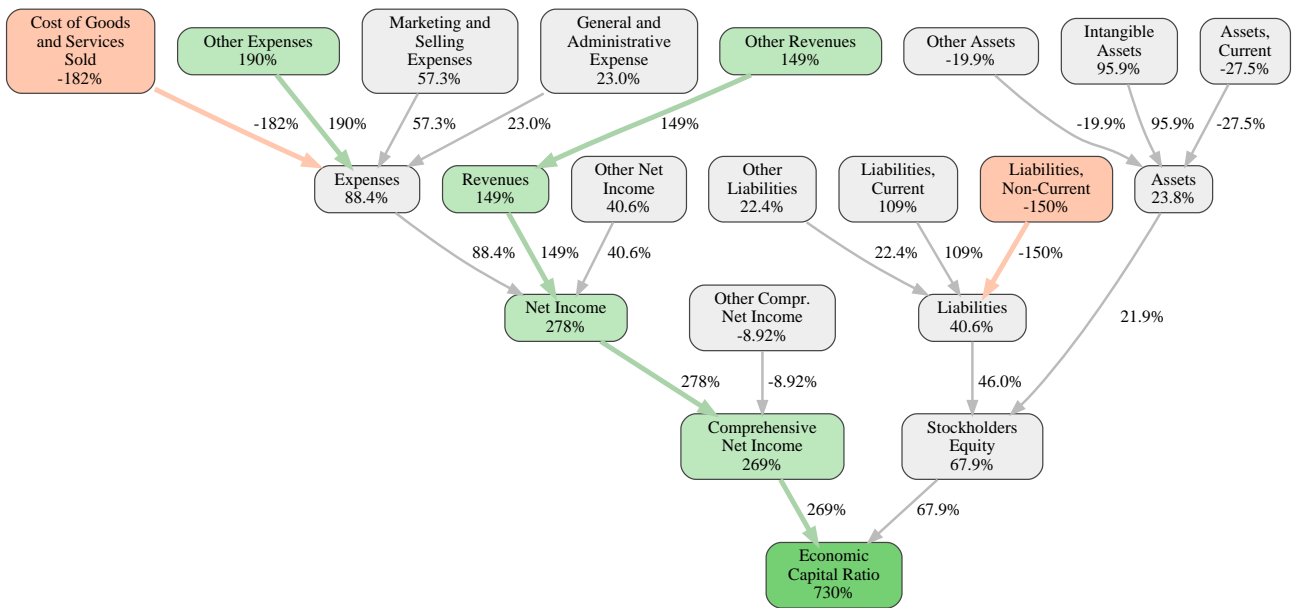 Cost of Goods
and Services
Sold
-182%
Other Expenses
190%
Marketing and
Selling
Expenses
57.3%
General and
Administrative
Expense
23.0%
Other Revenues
149%
Other Assets
-19.9%
Intangible
Assets
95.9%
Assets,
Current
-27.5%
-182%
190%
57.3%
23.0%
149%
-19.9%
95.9%
-27.5%
Expenses
88.4%
Revenues
149%
Other Net
Income
40.6%
Other
Liabilities
22.4%
Liabilities,
Current
109%
Liabilities,
Non-Current
-150%
Assets
23.8%
88.4%
149%
40.6%
22.4%
109%
-150%
21.9%
Net Income
278%
Other Compr.
Net Income
-8.92%
Liabilities
40.6%
278%
-8.92%
46.0%
Comprehensive
Net Income
269%
Stockholders
Equity
67.9%
269%
67.9%
Economic
Capital Ratio
730%